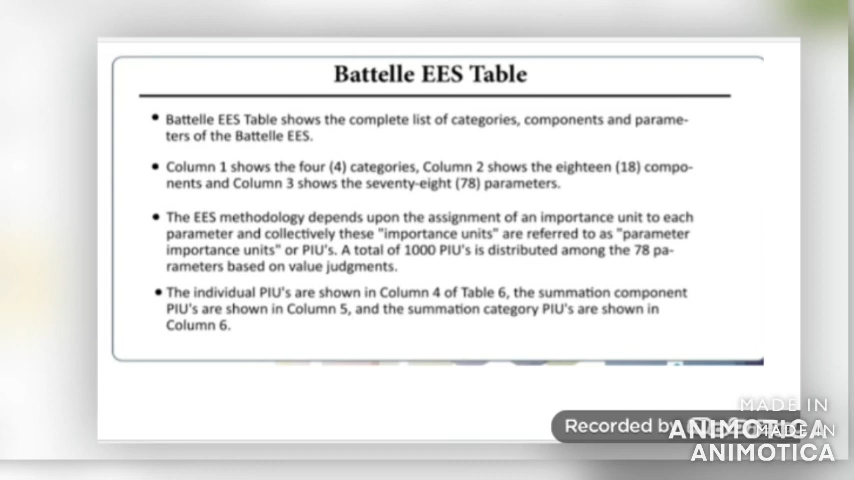 Battelle EES Table
• Battelle EES Table shows the complete list of categories, components and parame-
ters of the Battelle EES.
• Column 1 shows the four (4) categories, Column 2 shows the eighteen (18) compo-
nents and Column 3 shows the seventy-eight (78) parameters.
• The EES methodology depends upon the assignment of an importance unit to each
parameter and collectively these "importance units" are referred to as "parameter
importance units" or PIU's. A total of 1000 PIU's is distributed among the 78 pa-
rameters based on value judgments.
• The individual PIU's are shown in Column 4 of Table 6, the summation component
PIU's are shown in Column 5, and the summation category PIU's are shown in
Column 6.
MADE IN
Recorded by
ANIMOTICA
MADE IN
ANIMOTICA